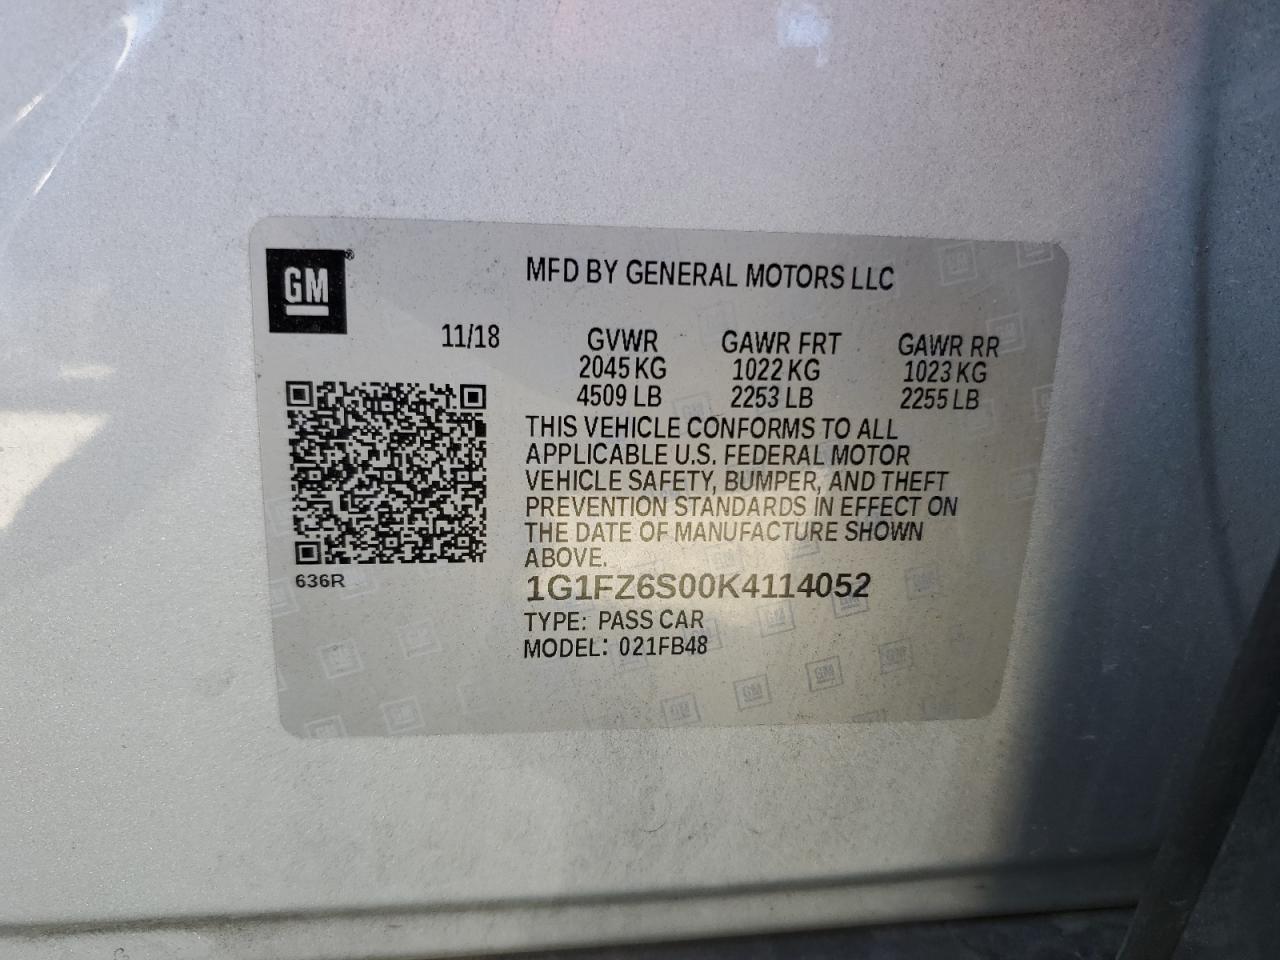 GM®
MFD BY GENERAL MOTORS LLC
11/18
GVWR GAWR FRT GAWR RR
2045 KG 1022 KG 1023 KG
4509 LB 2253 LB 2255 LB
THIS VEHICLE CONFORMS TO ALL
APPLICABLE U.S. FEDERAL MOTOR
VEHICLE SAFETY, BUMPER, AND THEFT
PREVENTION STANDARDS IN EFFECT ON
THE DATE OF MANUFACTURE SHOWN
ABOVE.
636R
1G1FZ6S00K4114052
TYPE: PASS CAR
MODEL: 021FB48